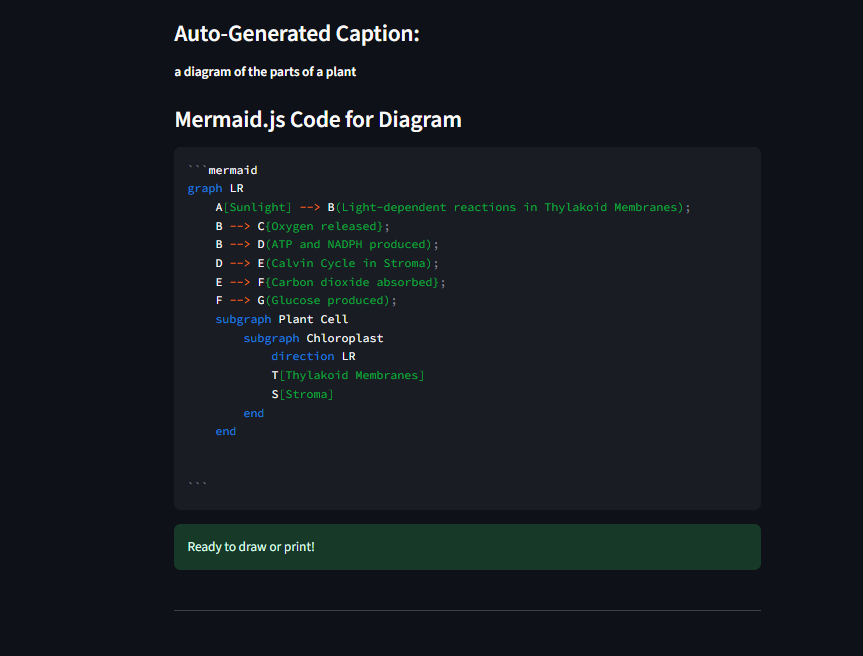 Auto-Generated Caption:
a diagram of the parts of a plant
Mermaid.js Code for Diagram
```mermaid
graph LR
    A[Sunlight] --> B(Light-dependent reactions in Thylakoid Membranes);
    B --> C{Oxygen released};
    B --> D(ATP and NADPH produced);
    D --> E(Calvin Cycle in Stroma);
    E --> F{Carbon dioxide absorbed};
    F --> G(Glucose produced);
    subgraph Plant Cell
        subgraph Chloroplast
            direction LR
            T[Thylakoid Membranes]
            S[Stroma]
        end
    end
```
Ready to draw or print!